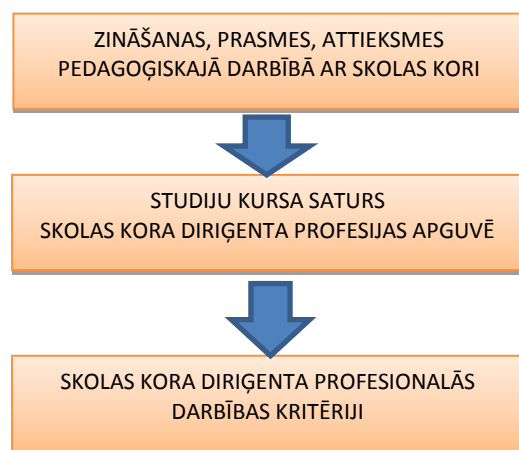 ZINĀŠANAS, PRASMES, ATTIEKSMES
PEDAGOĢISKAJĀ DARBĪBĀ AR SKOLAS KORI
STUDIJU KURSA SATURS
SKOLAS KORA DIRIĢENTA PROFESIJAS APGUVĒ
SKOLAS KORA DIRIĢENTA PROFESIONALĀS
DARBĪBAS KRITĒRIJI